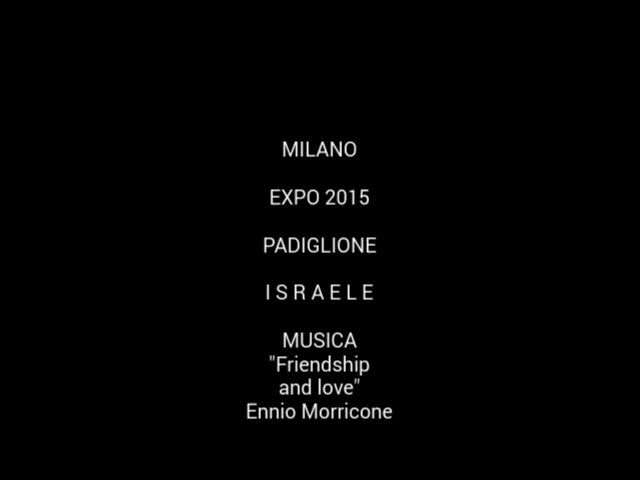 MILANO
EXPO 2015
PADIGLIONE
I S R A E L E
MUSICA
"Friendship
and love"
Ennio Morricone